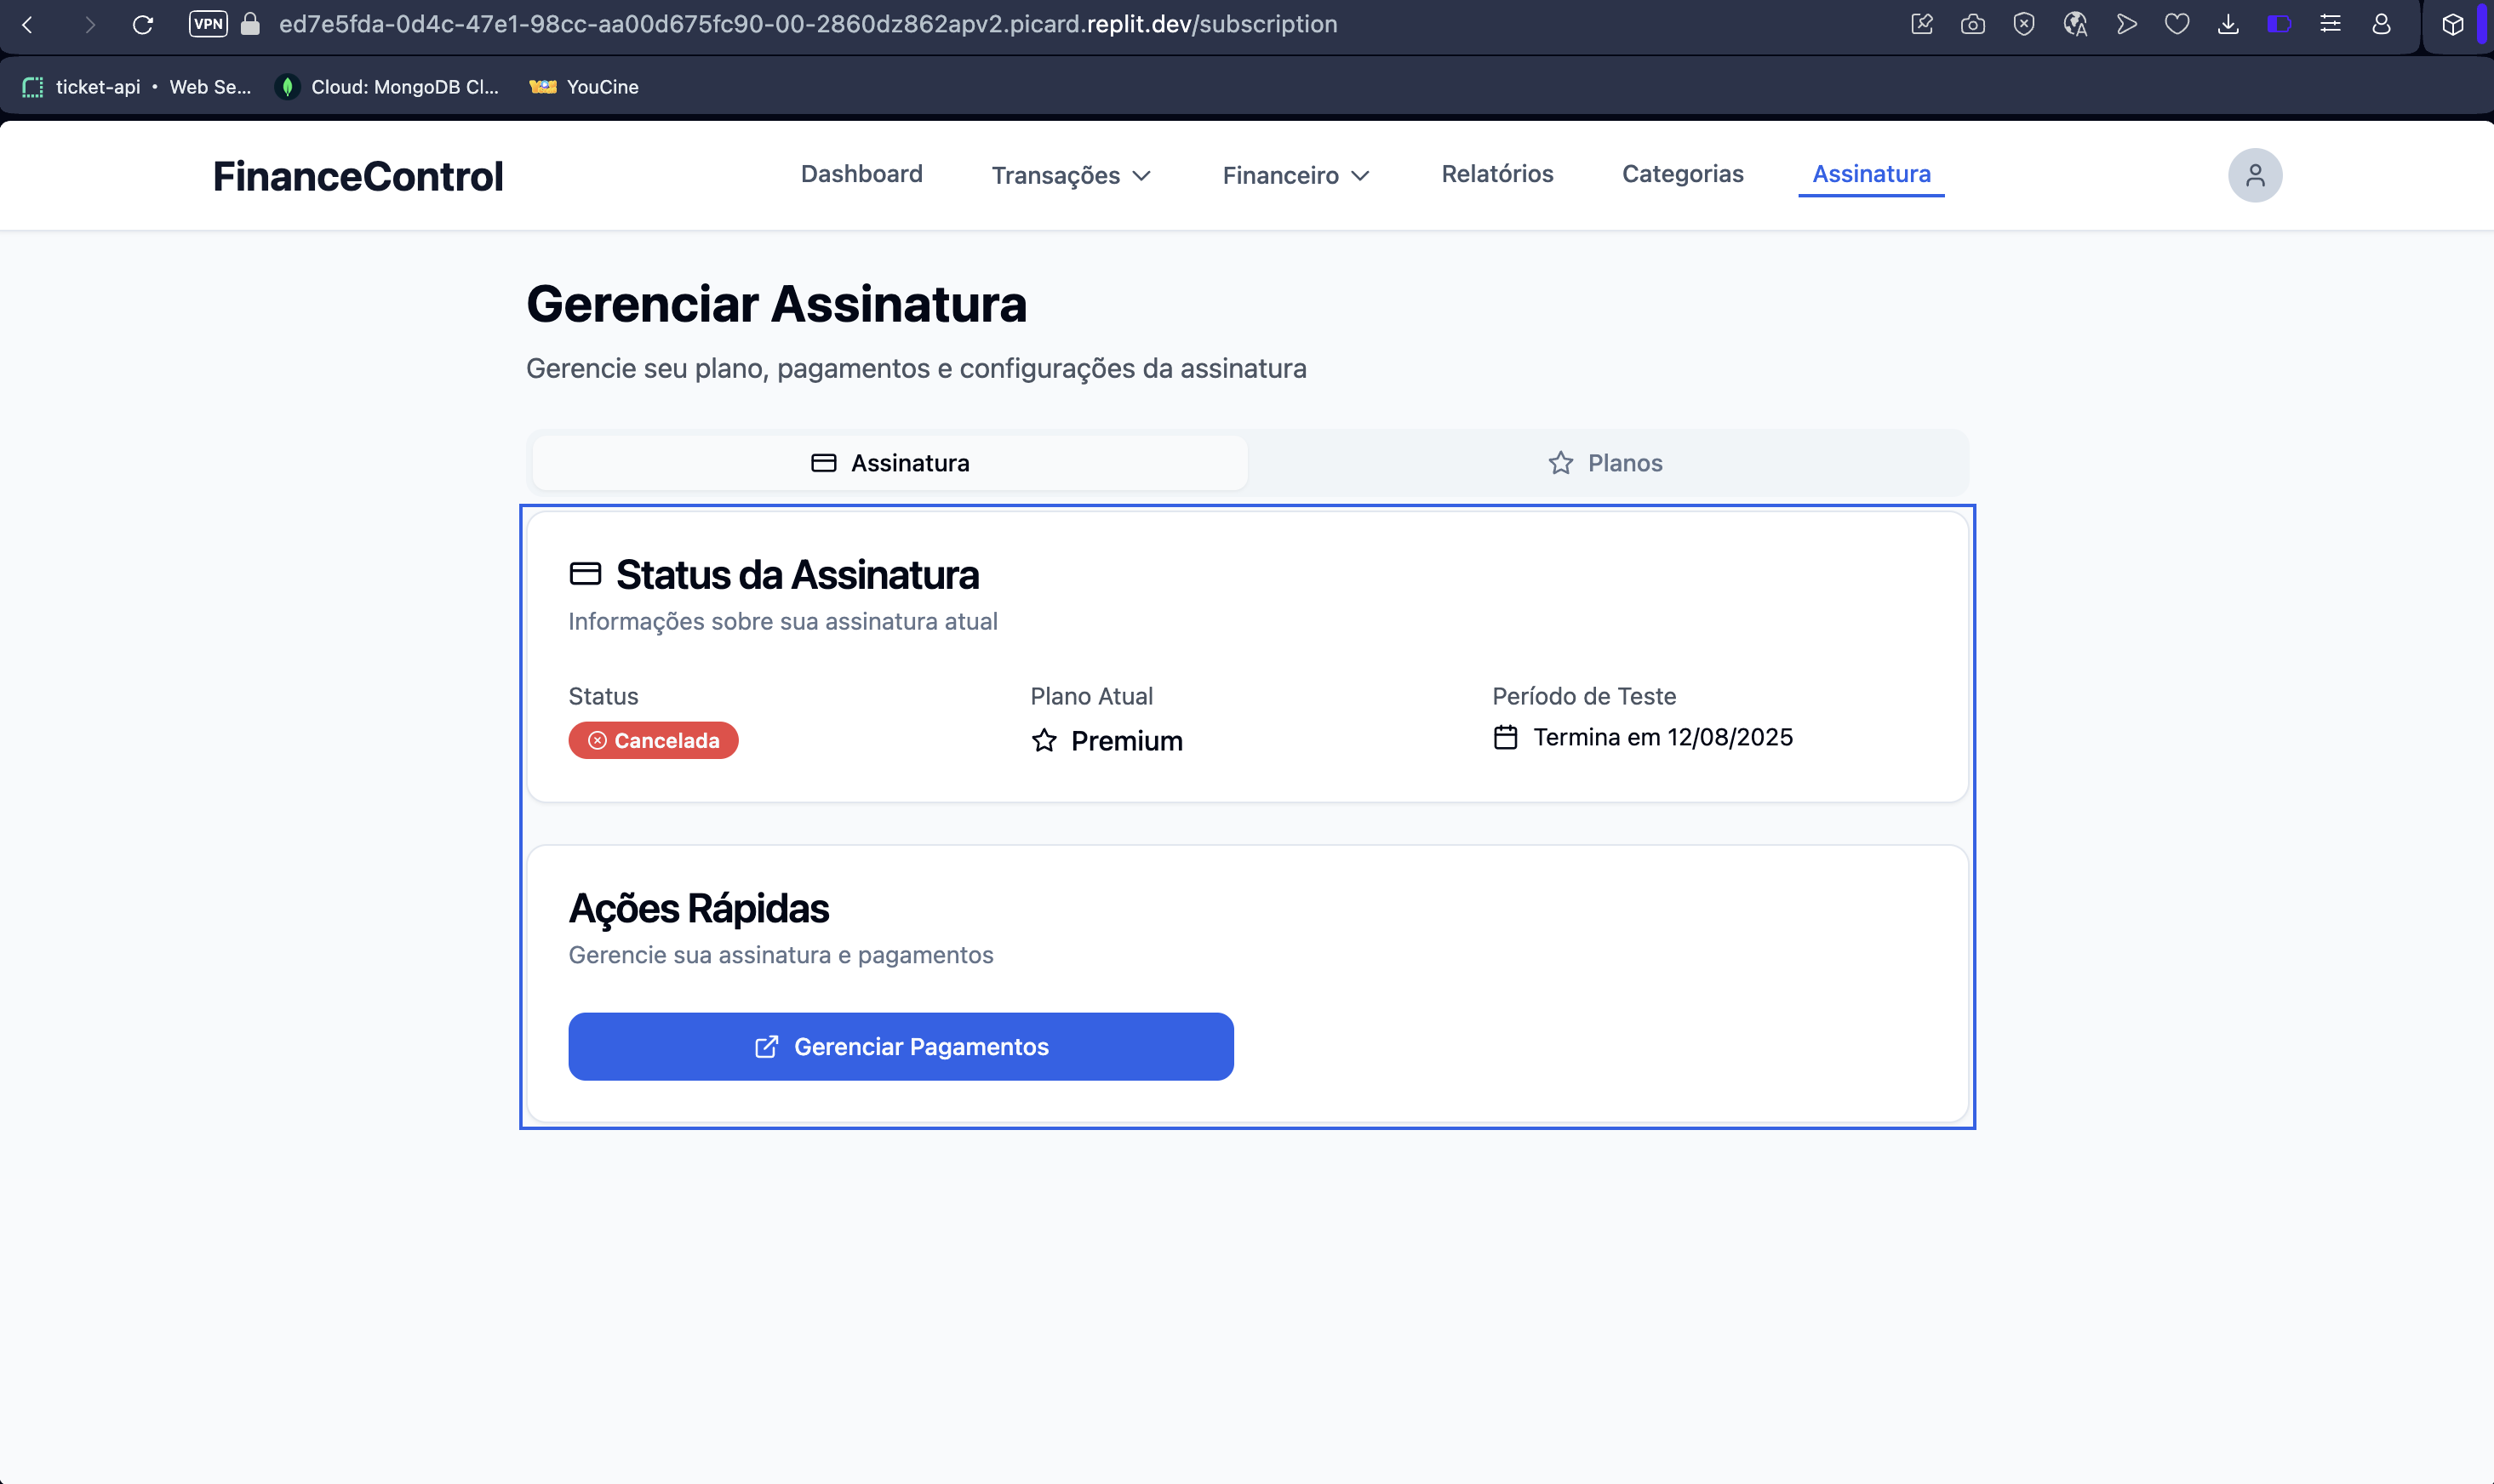 VPN ed7e5fda-0d4c-47e1-98cc-aa00d675fc90-00-2860dz862apv2.picard.replit.dev/subscription
ticket-api • Web Se... Cloud: MongoDB Cl... YouCine
FinanceControl Dashboard Transações Financeiro Relatórios Categorias Assinatura
Gerenciar Assinatura
Gerencie seu plano, pagamentos e configurações da assinatura
Assinatura Planos
Status da Assinatura
Informações sobre sua assinatura atual
Status Plano Atual Período de Teste
Cancelada Premium Termina em 12/08/2025
Ações Rápidas
Gerencie sua assinatura e pagamentos
Gerenciar Pagamentos